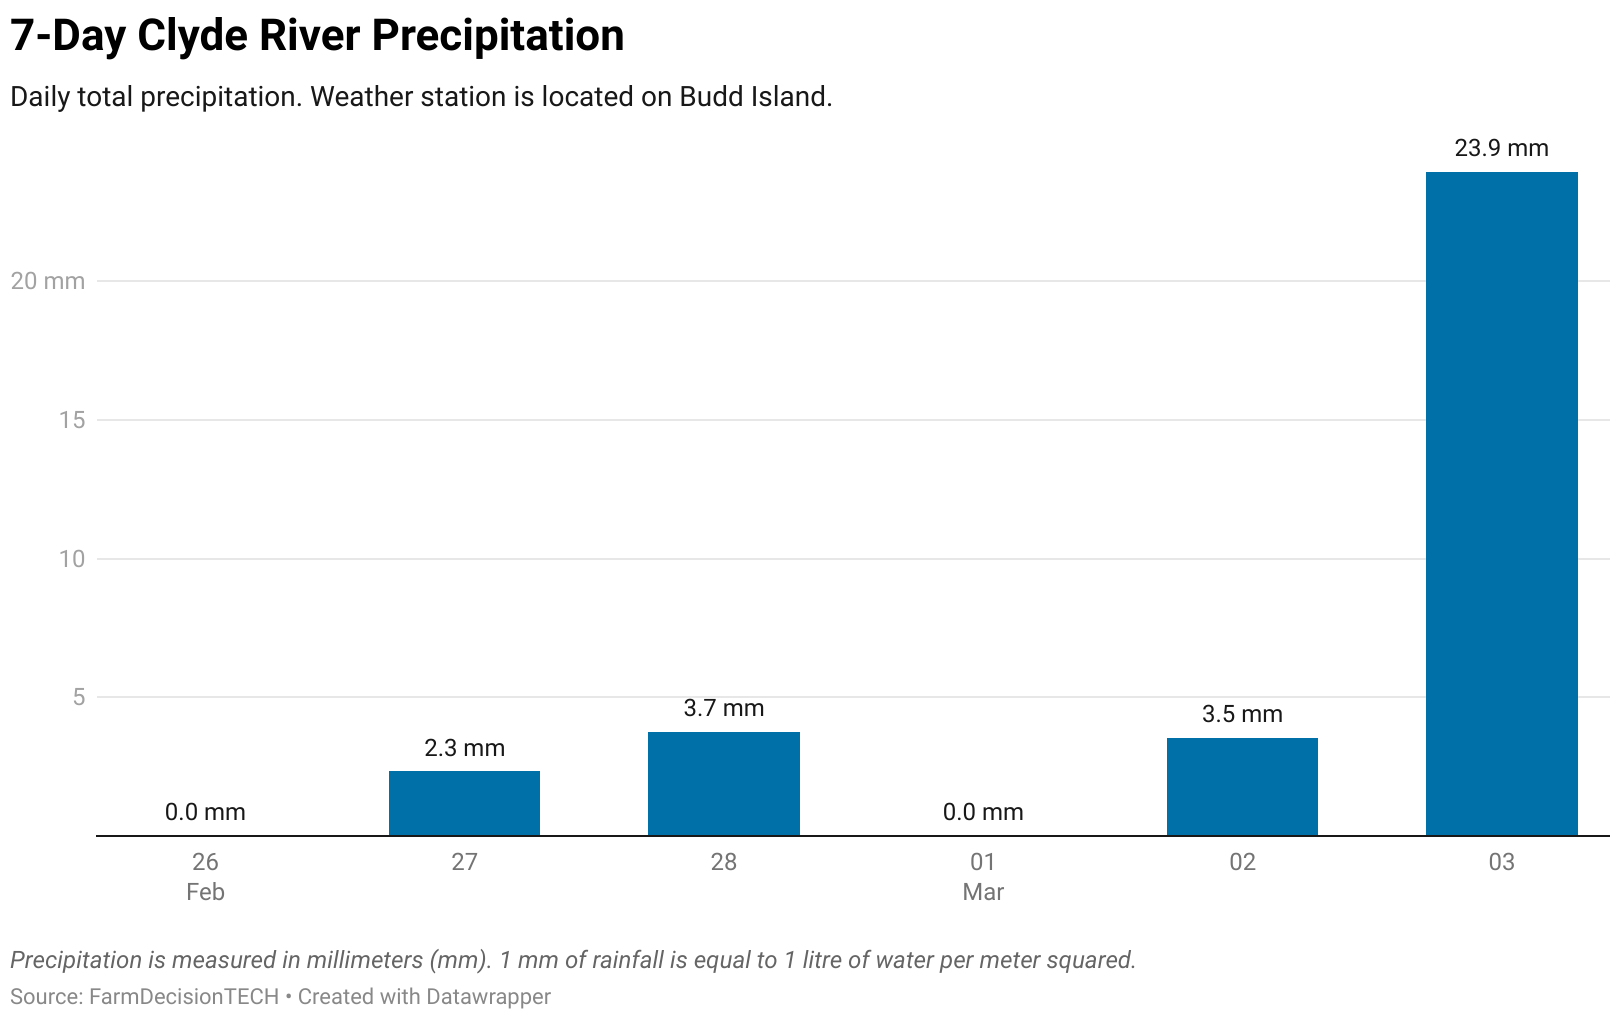 7-Day Clyde River Precipitation
Daily total precipitation. Weather station is located on Budd Island.
23.9 mm
20 mm
15
10
5
3.7 mm
3.5 mm
2.3 mm
0.0 mm
0.0 mm
26 27 28 01 02 03
Feb Mar
Precipitation is measured in millimeters (mm). 1 mm of rainfall is equal to 1 litre of water per meter squared.
Source: FarmDecisionTECH • Created with Datawrapper